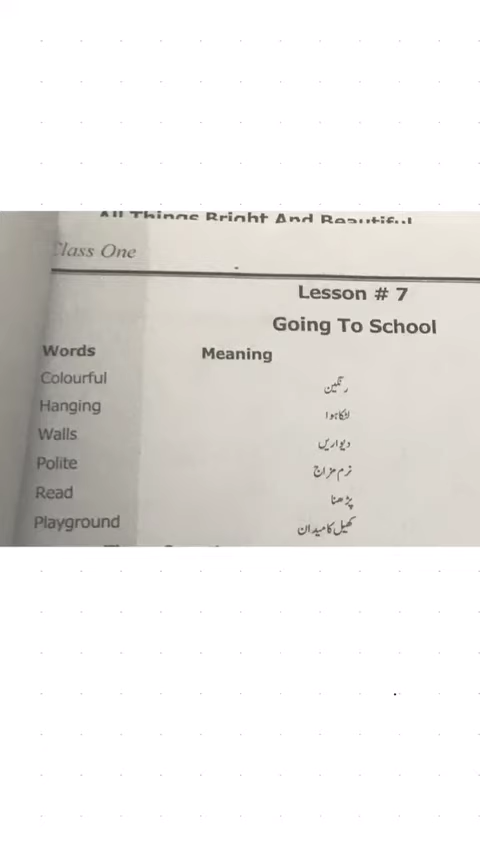 All Things Bright And Beautiful
Class One
Lesson # 7
Going To School
Words Meaning
Colourful رنگین
Hanging لٹکا ہوا
Walls دیواریں
Polite نرم مزاج
Read پڑھنا
Playground کھیل کا میدان